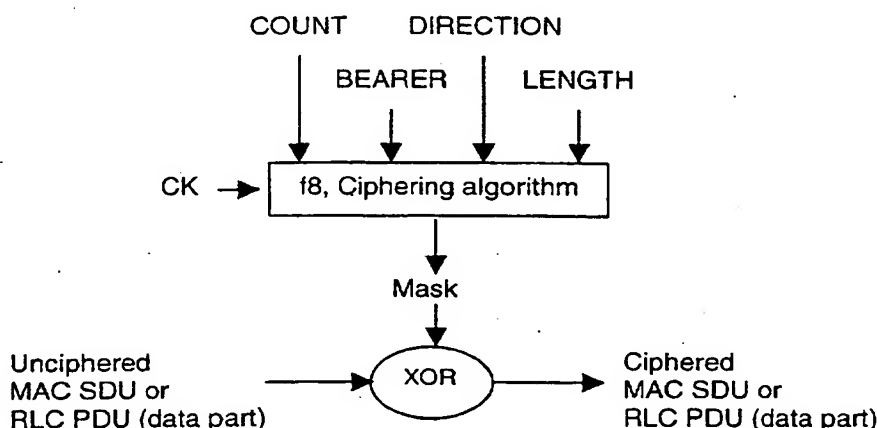 COUNT DIRECTION
BEARER LENGTH
CK
f8, Ciphering algorithm
Mask
Unciphered
MAC SDU or
RLC PDU (data part)
XOR
Ciphered
MAC SDU or
RLC PDU (data part)